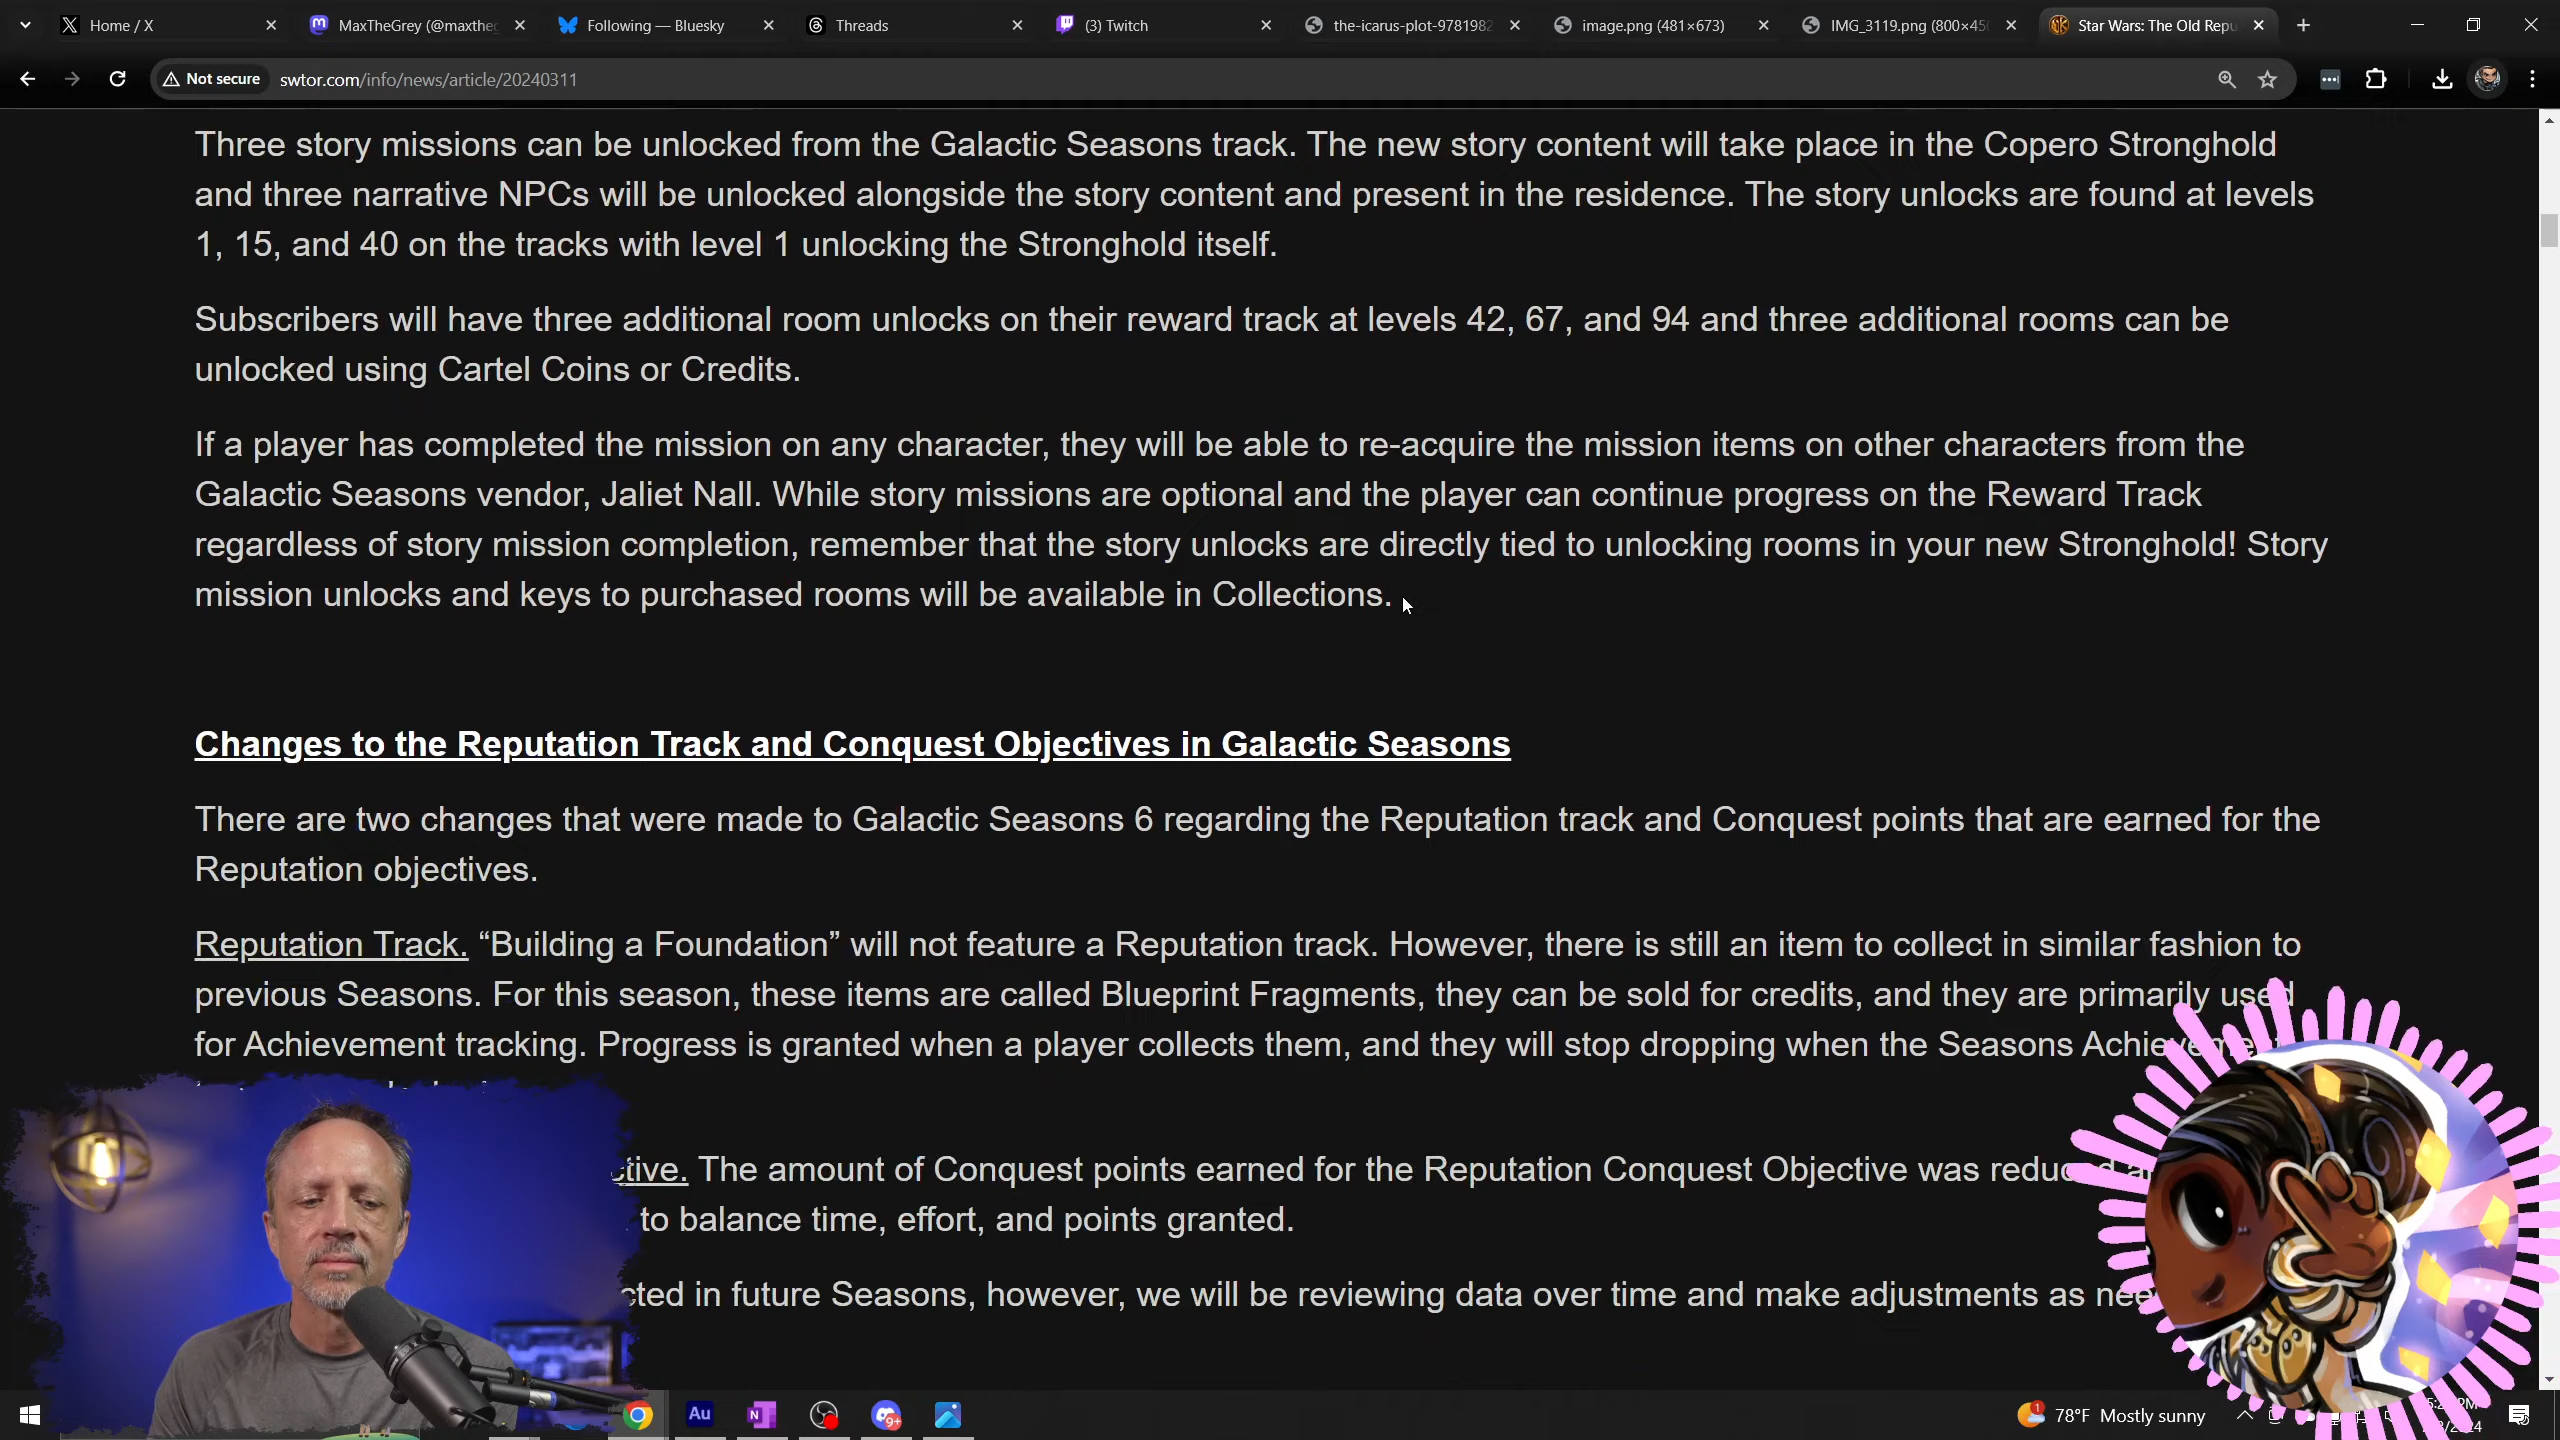 Home / X
MaxTheGrey (@maxtheg
Following — Bluesky
Threads
(3) Twitch
the-icarus-plot-9781982
image.png (481×673)
IMG_3119.png (800×45
Star Wars: The Old Repu
Not secure
swtor.com/info/news/article/20240311
Three story missions can be unlocked from the Galactic Seasons track. The new story content will take place in the Copero Stronghold
and three narrative NPCs will be unlocked alongside the story content and present in the residence. The story unlocks are found at levels
1, 15, and 40 on the tracks with level 1 unlocking the Stronghold itself.
Subscribers will have three additional room unlocks on their reward track at levels 42, 67, and 94 and three additional rooms can be
unlocked using Cartel Coins or Credits.
If a player has completed the mission on any character, they will be able to re-acquire the mission items on other characters from the
Galactic Seasons vendor, Jaliet Nall. While story missions are optional and the player can continue progress on the Reward Track
regardless of story mission completion, remember that the story unlocks are directly tied to unlocking rooms in your new Stronghold! Story
mission unlocks and keys to purchased rooms will be available in Collections.
Changes to the Reputation Track and Conquest Objectives in Galactic Seasons
There are two changes that were made to Galactic Seasons 6 regarding the Reputation track and Conquest points that are earned for the
Reputation objectives.
Reputation Track. “Building a Foundation” will not feature a Reputation track. However, there is still an item to collect in similar fashion to
previous Seasons. For this season, these items are called Blueprint Fragments, they can be sold for credits, and they are primarily used
for Achievement tracking. Progress is granted when a player collects them, and they will stop dropping when the Seasons Achievement
ctive. The amount of Conquest points earned for the Reputation Conquest Objective was reduced
to balance time, effort, and points granted.
cted in future Seasons, however, we will be reviewing data over time and make adjustments as nee
Au
N
9+
1
78°F Mostly sunny